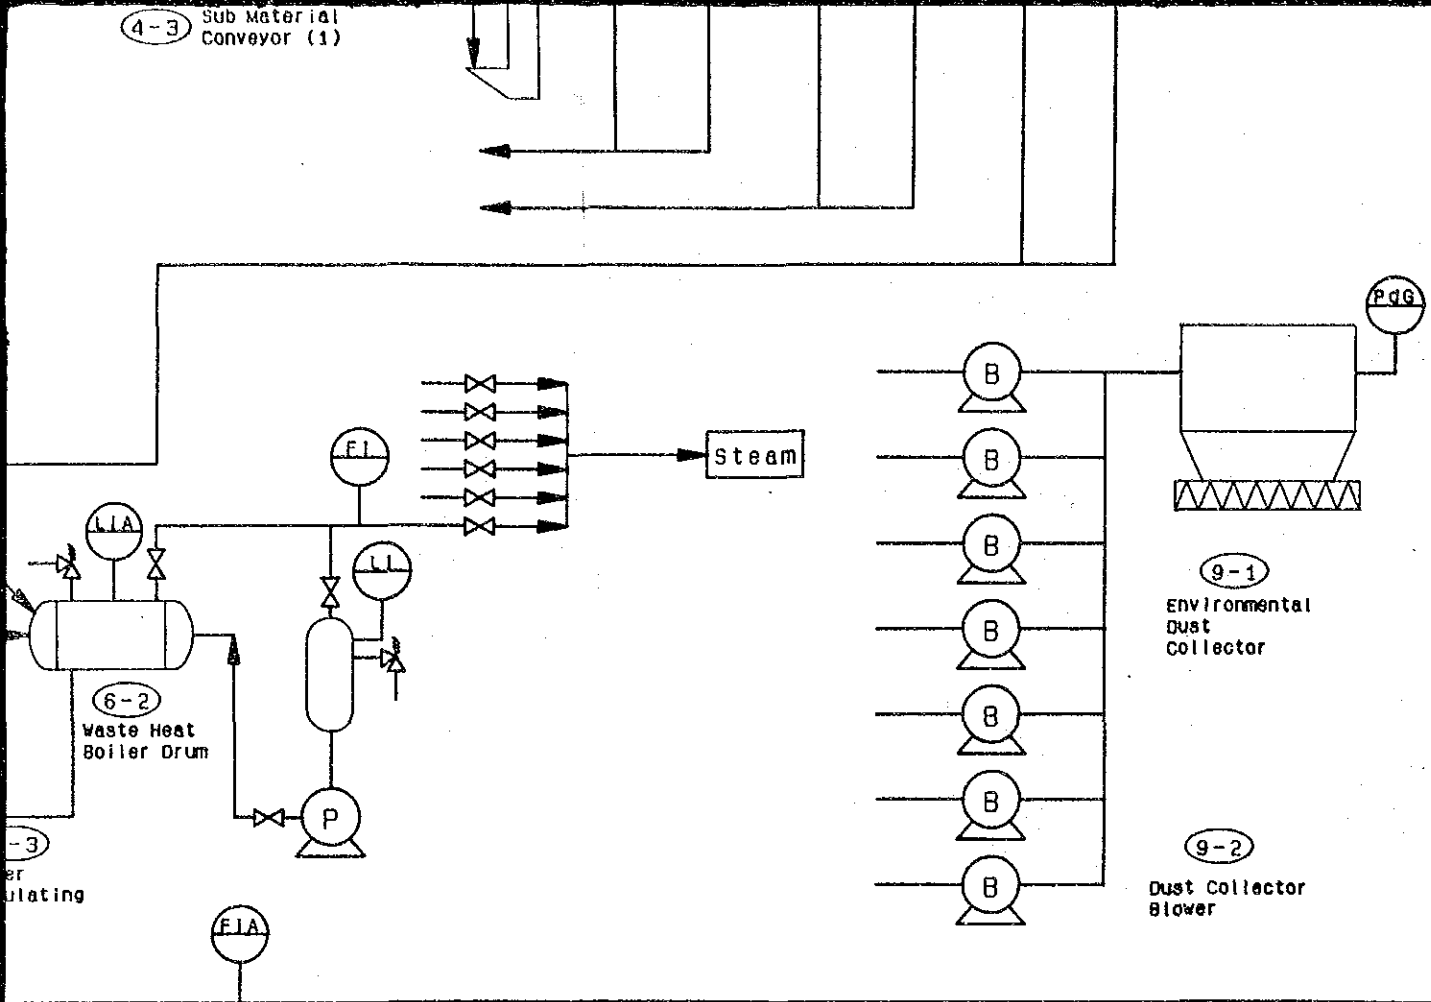 4-3
Sub Material
Conveyor (1)
PdG
B
FI
Steam
B
LIA
LI
B
9-1
Environmental
Dust
Collector
B
6-2
Waste Heat
Boiler Drum
B
P
B
-3
er
ulating
9-2
Dust Collector
Blower
B
FIA